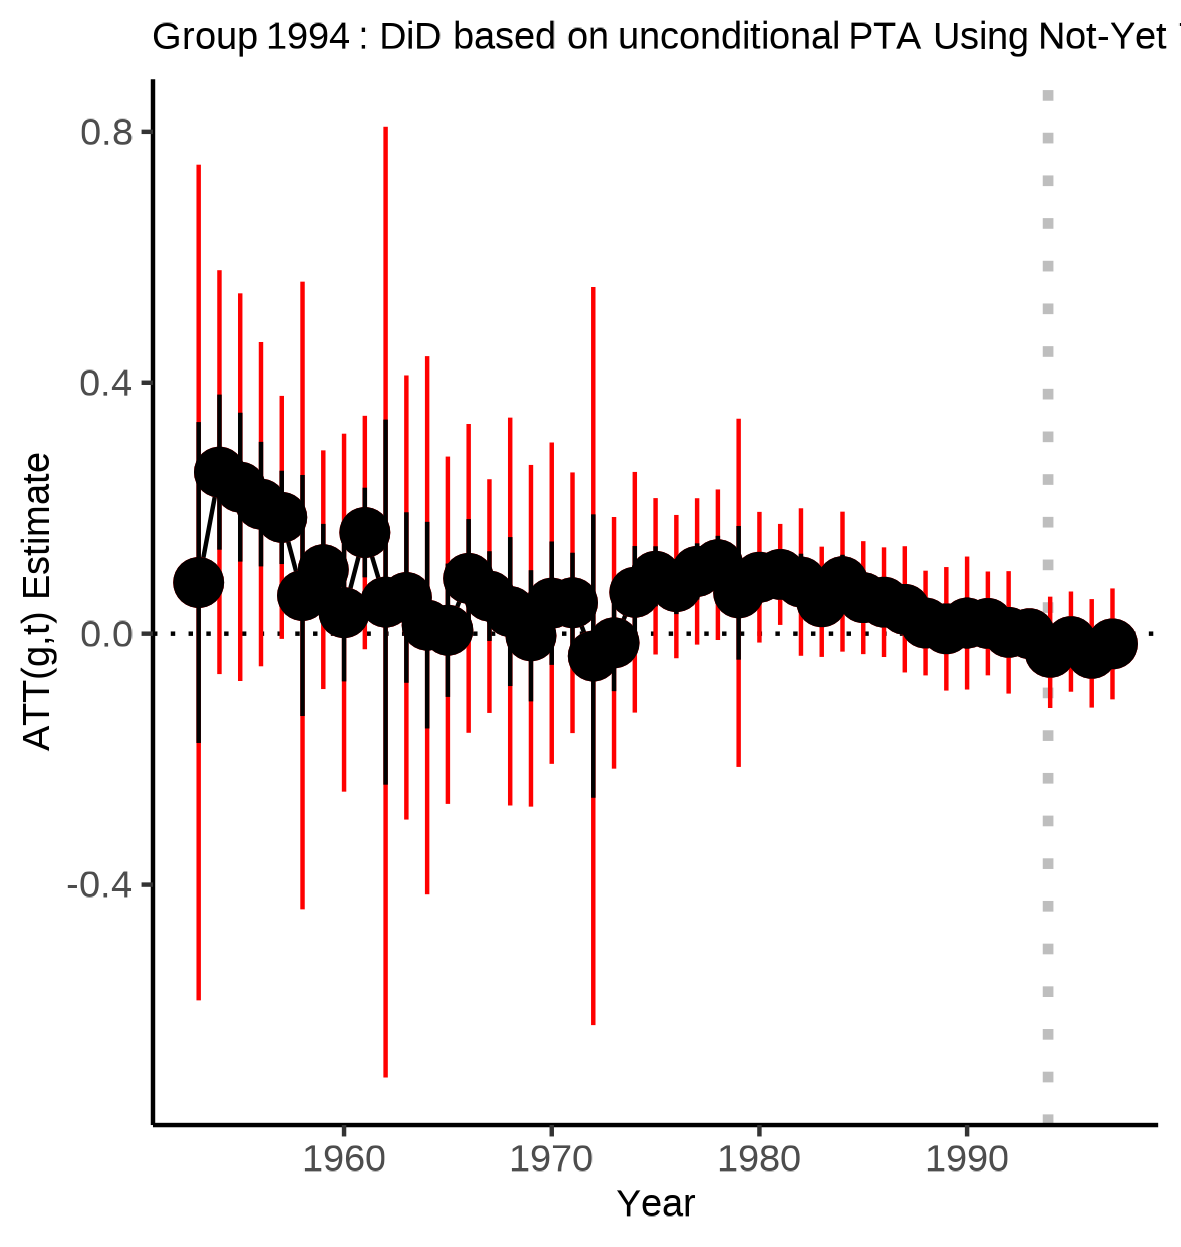 Group 1994 : DiD based on unconditional PTA Using Not-Yet
0.8
0.4
0.0
-0.4
ATT(g,t) Estimate
1960
1970
1980
1990
Year